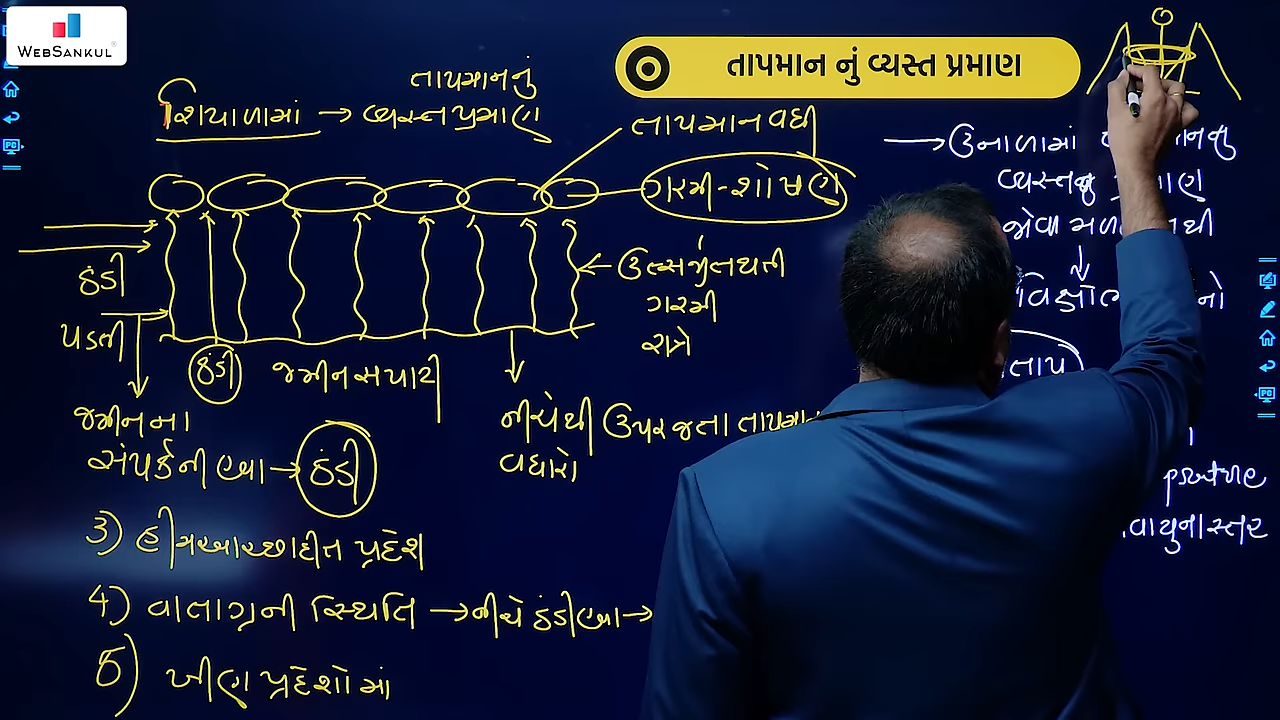 WEBSANKUL
તાપમાન નું વ્યસ્ત પ્રમાણ
તાપમાનનું
શિયાળામાં → વ્યસ્તપ્રમાણ
તાપમાન વધી
ગરમી-શોષણ
ઉત્સર્જીત થતી
ગરમી
રાત્રે
ઠંડી
પડતી
ઠંડી
જમીન સપાટી
જમીનના
સંપર્કની હવા → ઠંડી
નીચેથી ઉપર જતા તાપમાન
વધારો
3) હીમઆચ્છાદીત પ્રદેશ
4) વાતાગ્રની સ્થિતિ → નીચે ઠંડી હવા →
5) ખીણ પ્રદેશો માં
→ ઉનાળામાં
વ્યસ્ત
જોવા
તાપ
વાયુના સ્તર